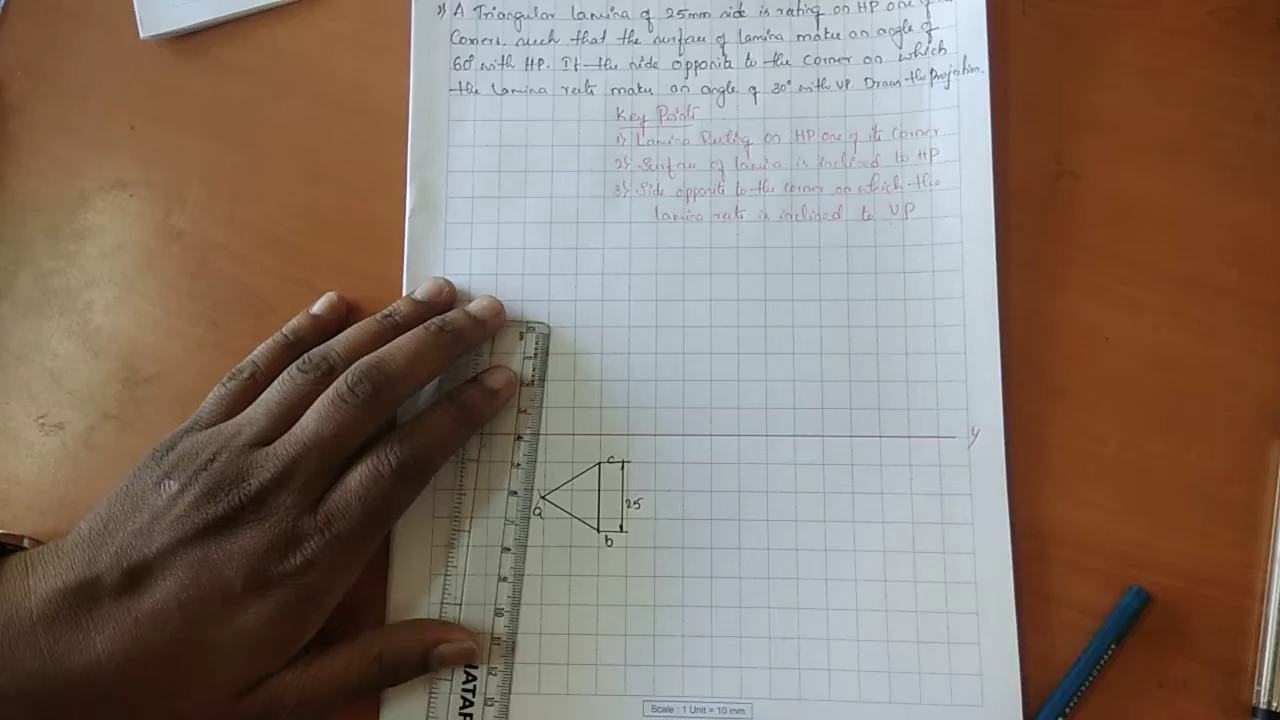 A Triangular lamina of 25mm side is resting on HP one of
Corners, such that the surface of lamina makes an angle of
60° with HP. If the side opposite to the corner on which
the lamina rests makes an angle of 30° with VP. Draw the projection.
Key Points
1) Lamina Resting on HP one of its corner
2) Surface of lamina is inclined to HP
3) Side opposite to the corner on which the
lamina rests is inclined to VP
y
c
a
25
b
Scale : 1 Unit = 10 mm